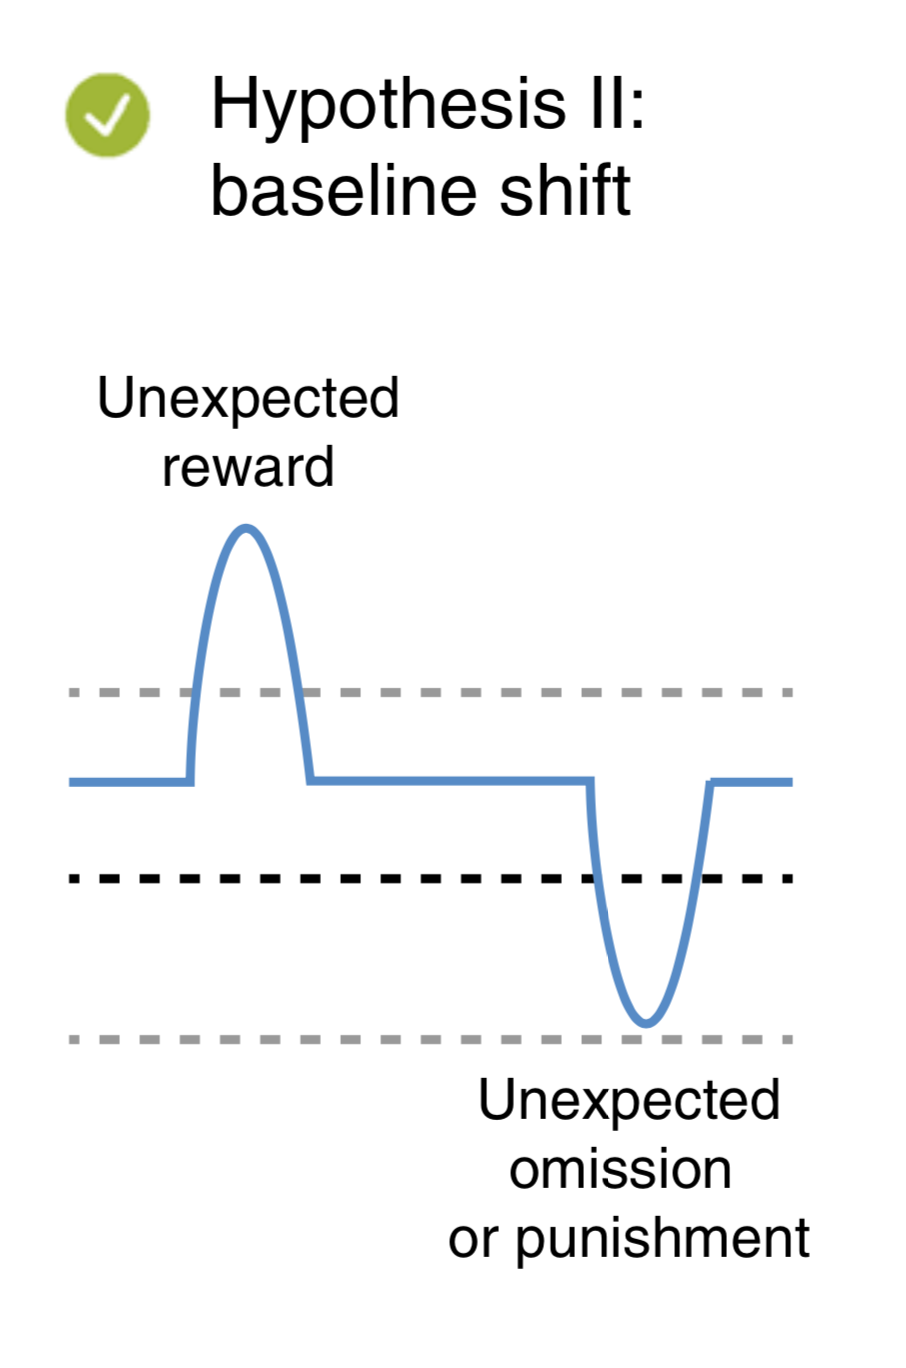 Hypothesis II:
baseline shift
Unexpected
reward
Unexpected
omission
or punishment